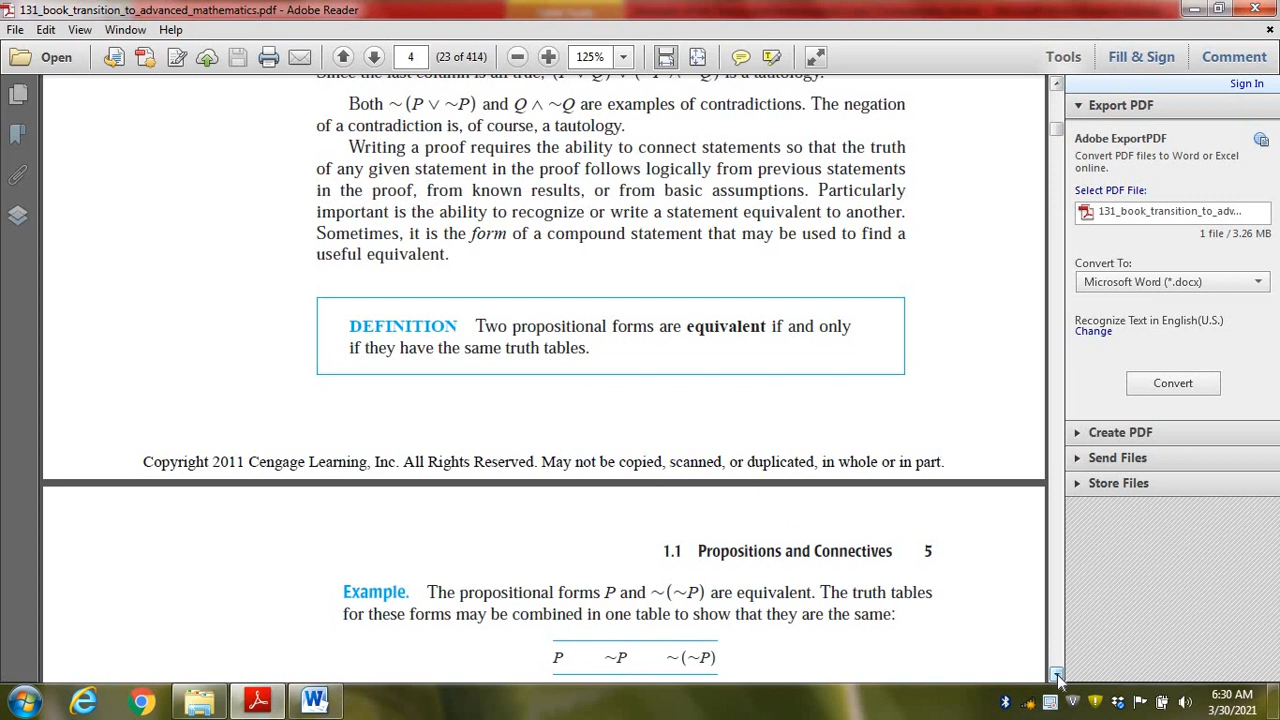 131_book_transition_to_advanced_mathematics.pdf - Adobe Reader
File Edit View Window Help
Open 4 (23 of 414) 125% Tools Fill & Sign Comment
Since the last column is all true, (P ∨ Q) ∨ (~P ∧ ~Q) is a tautology.
Both ~(P ∨ ~P) and Q ∧ ~Q are examples of contradictions. The negation
of a contradiction is, of course, a tautology.
Writing a proof requires the ability to connect statements so that the truth
of any given statement in the proof follows logically from previous statements
in the proof, from known results, or from basic assumptions. Particularly
important is the ability to recognize or write a statement equivalent to another.
Sometimes, it is the form of a compound statement that may be used to find a
useful equivalent.
DEFINITION Two propositional forms are equivalent if and only
if they have the same truth tables.
Copyright 2011 Cengage Learning, Inc. All Rights Reserved. May not be copied, scanned, or duplicated, in whole or in part.
1.1 Propositions and Connectives 5
Example. The propositional forms P and ~(~P) are equivalent. The truth tables
for these forms may be combined in one table to show that they are the same:
P ~P ~(~P)
Sign In
Export PDF
Adobe ExportPDF
Convert PDF files to Word or Excel
online.
Select PDF File:
131_book_transition_to_adv...
1 file / 3.26 MB
Convert To:
Microsoft Word (*.docx)
Recognize Text in English(U.S.)
Change
Convert
Create PDF
Send Files
Store Files
6:30 AM
3/30/2021